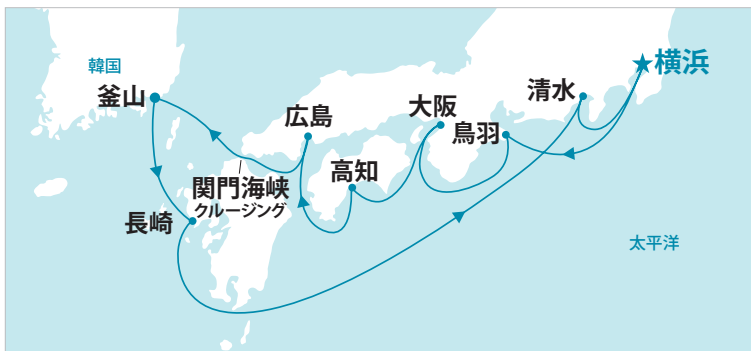 韓国
釜山
★横浜
清水
大阪
鳥羽
広島
高知
関門海峡
クルージング
長崎
太平洋